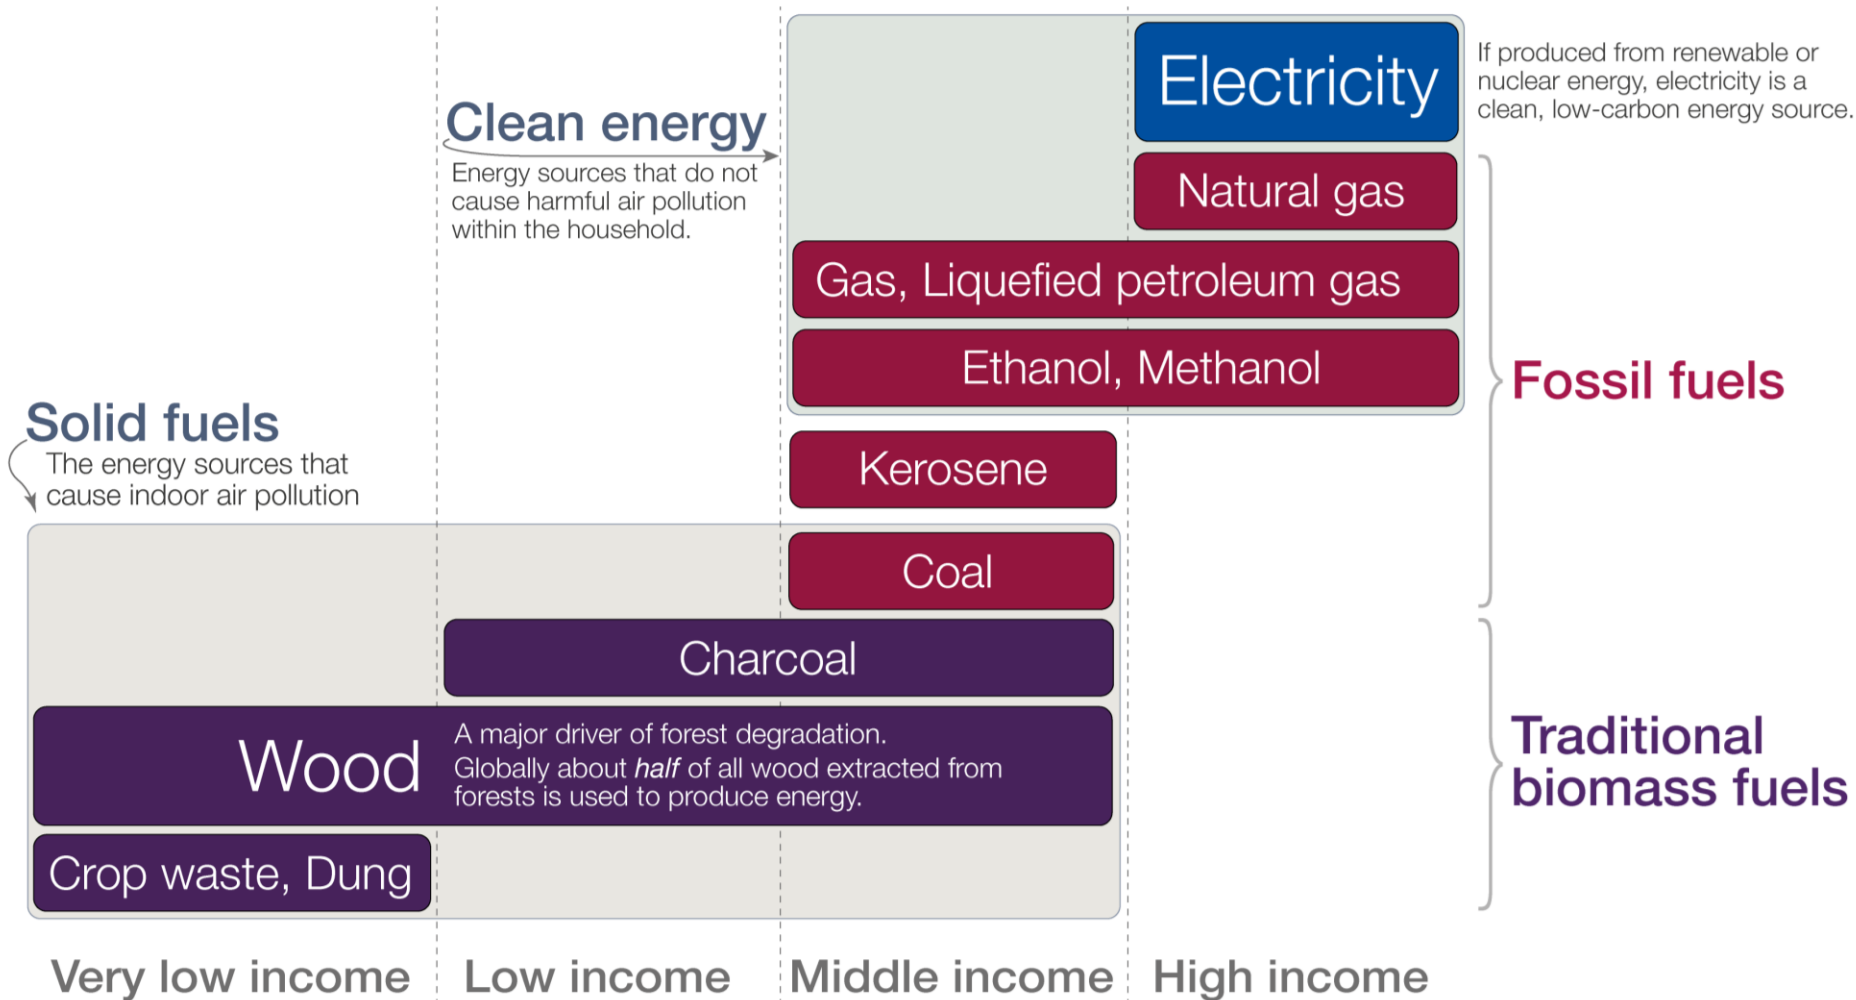 Electricity
If produced from renewable or
nuclear energy, electricity is a
clean, low-carbon energy source.
Clean energy
Energy sources that do not
cause harmful air pollution
within the household.
Natural gas
Gas, Liquefied petroleum gas
Ethanol, Methanol
Fossil fuels
Solid fuels
The energy sources that
cause indoor air pollution
Kerosene
Coal
Charcoal
Wood
A major driver of forest degradation.
Globally about half of all wood extracted from
forests is used to produce energy.
Traditional
biomass fuels
Crop waste, Dung
Very low income
Low income
Middle income
High income